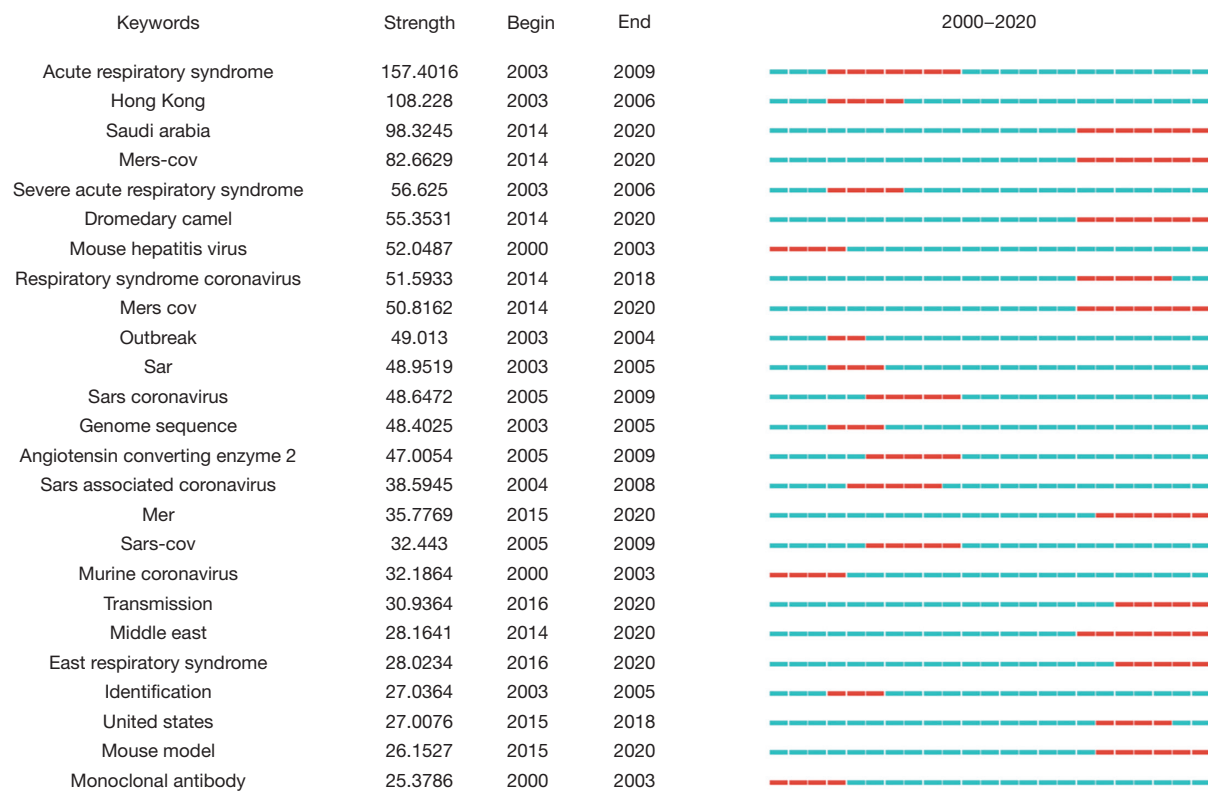 Keywords Strength Begin End 2000–2020
Acute respiratory syndrome 157.4016 2003 2009
Hong Kong 108.228 2003 2006
Saudi arabia 98.3245 2014 2020
Mers-cov 82.6629 2014 2020
Severe acute respiratory syndrome 56.625 2003 2006
Dromedary camel 55.3531 2014 2020
Mouse hepatitis virus 52.0487 2000 2003
Respiratory syndrome coronavirus 51.5933 2014 2018
Mers cov 50.8162 2014 2020
Outbreak 49.013 2003 2004
Sar 48.9519 2003 2005
Sars coronavirus 48.6472 2005 2009
Genome sequence 48.4025 2003 2005
Angiotensin converting enzyme 2 47.0054 2005 2009
Sars associated coronavirus 38.5945 2004 2008
Mer 35.7769 2015 2020
Sars-cov 32.443 2005 2009
Murine coronavirus 32.1864 2000 2003
Transmission 30.9364 2016 2020
Middle east 28.1641 2014 2020
East respiratory syndrome 28.0234 2016 2020
Identification 27.0364 2003 2005
United states 27.0076 2015 2018
Mouse model 26.1527 2015 2020
Monoclonal antibody 25.3786 2000 2003